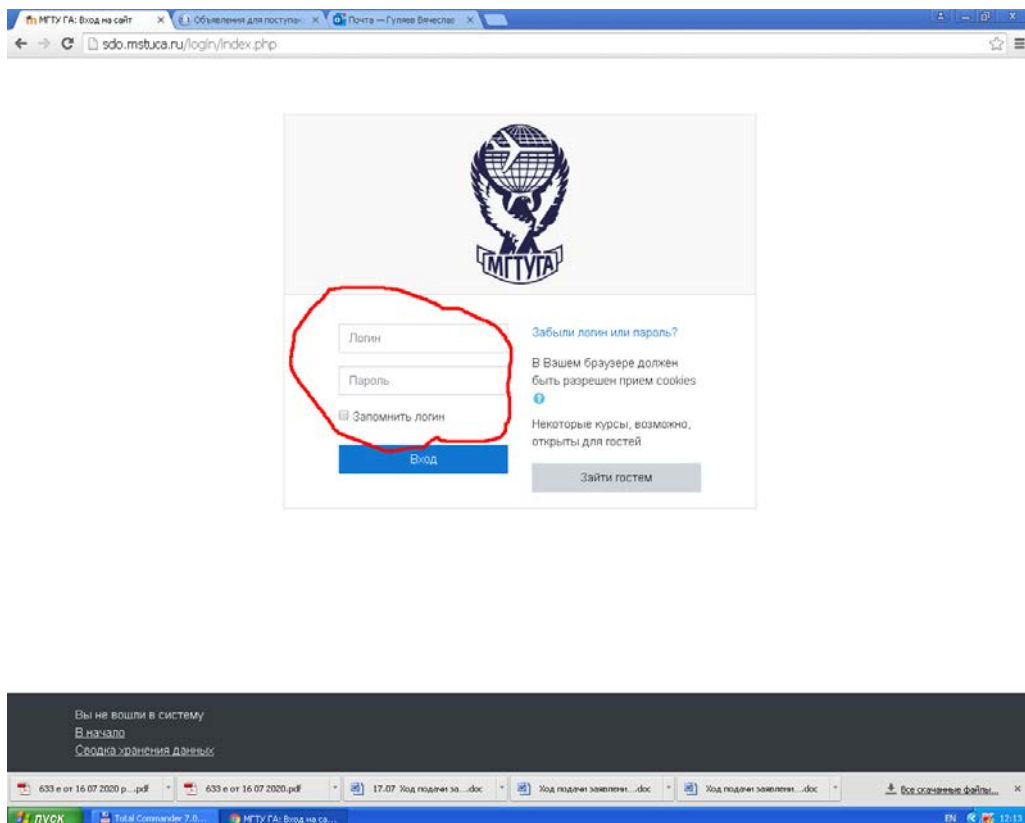 МГТУ ГА: Вход на сайт
Объявления для поступаю
Почта — Гуляев Вячеслав
sdo.mstuca.ru/login/index.php
МГТУГА
Логин
Пароль
Запомнить логин
Вход
Забыли логин или пароль?
В Вашем браузере должен
быть разрешен прием cookies
Некоторые курсы, возможно,
открыты для гостей
Зайти гостем
Вы не вошли в систему
В начало
Сводка хранения данных
633 e от 16 07 2020 р....pdf
633 e от 16 07 2020.pdf
17.07 Ход подачи за....doc
Ход подачи заявлени....doc
Ход подачи заявлени....doc
Все скачанные файлы...
пуск
Total Commander 7.0...
МГТУ ГА: Вход на са...
EN
12:13